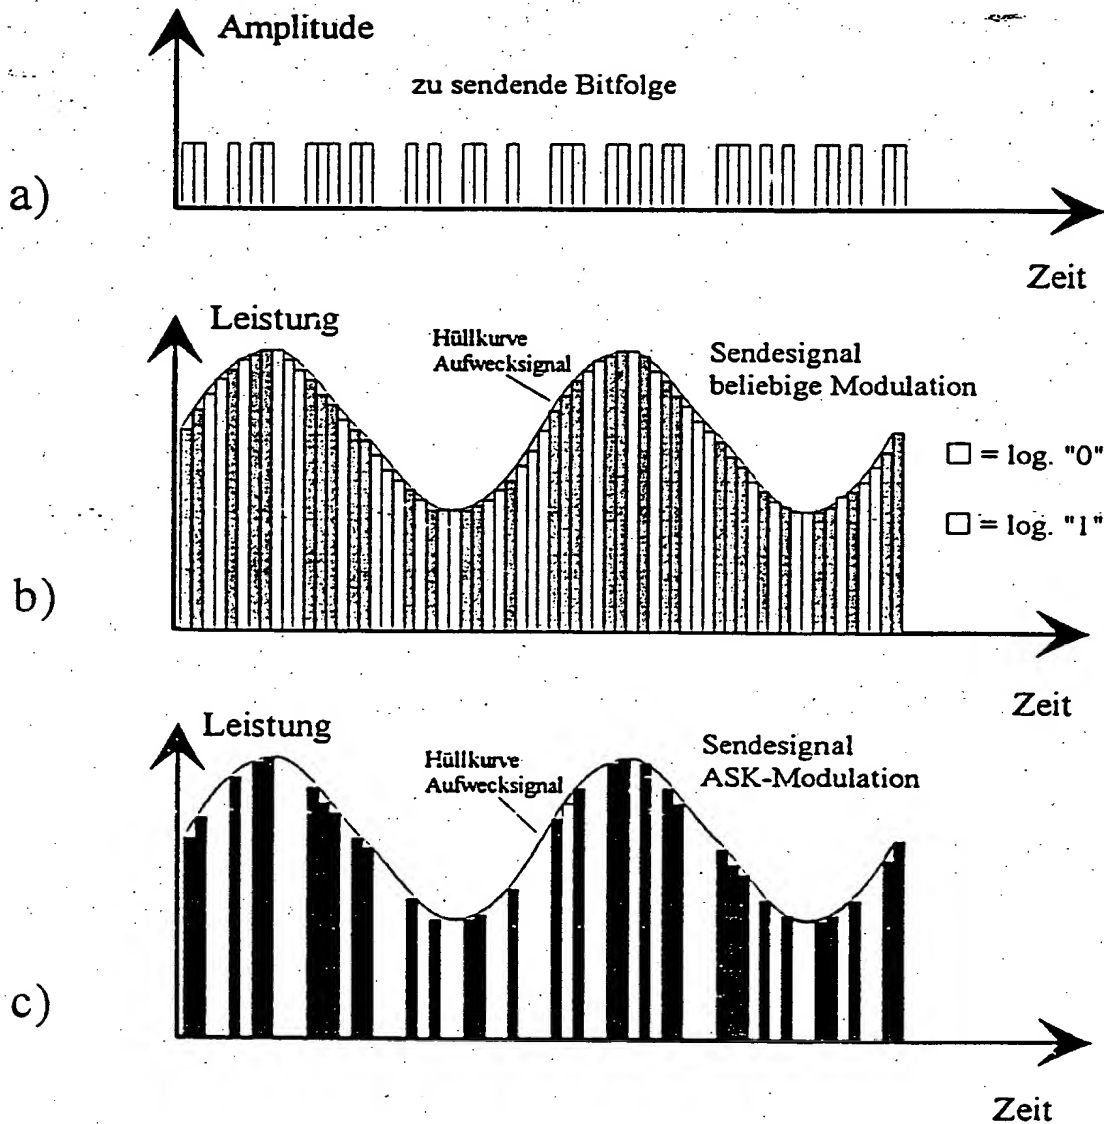 Amplitude
zu sendende Bitfolge
a)
Zeit
Leistung
Hüllkurve
Aufwecksignal
Sendesignal
beliebige Modulation
= log. "0"
= log. "1"
b)
Zeit
Leistung
Hüllkurve
Aufwecksignal
Sendesignal
ASK-Modulation
c)
Zeit